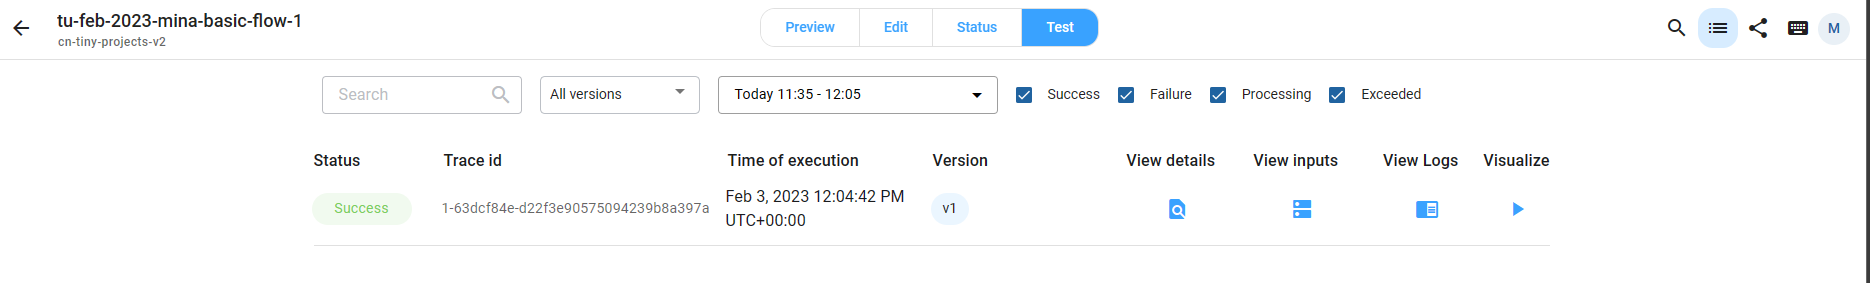 tu-feb-2023-mina-basic-flow-1
cn-tiny-projects-v2
Preview Edit Status Test
M
Search All versions Today 11:35 - 12:05 Success Failure Processing Exceeded
Status Trace id Time of execution Version View details View inputs View Logs Visualize
Success 1-63dcf84e-d22f3e90575094239b8a397a Feb 3, 2023 12:04:42 PM v1
UTC+00:00